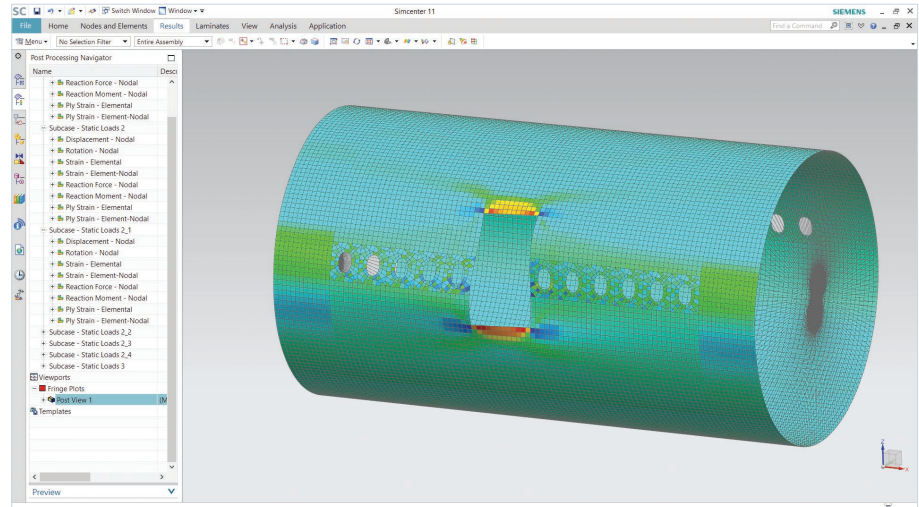 SC
Switch Window
Window
Simcenter 11
SIEMENS
File
Home
Nodes and Elements
Results
Laminates
View
Analysis
Application
Find a Command
Menu
No Selection Filter
Entire Assembly
Post Processing Navigator
Name
Descr
+ Reaction Force - Nodal
+ Reaction Moment - Nodal
+ Ply Strain - Elemental
+ Ply Strain - Element-Nodal
- Subcase - Static Loads 2
+ Displacement - Nodal
+ Rotation - Nodal
+ Strain - Elemental
+ Strain - Element-Nodal
+ Reaction Force - Nodal
+ Reaction Moment - Nodal
+ Ply Strain - Elemental
+ Ply Strain - Element-Nodal
- Subcase - Static Loads 2_1
+ Displacement - Nodal
+ Rotation - Nodal
+ Strain - Elemental
+ Strain - Element-Nodal
+ Reaction Force - Nodal
+ Reaction Moment - Nodal
+ Ply Strain - Elemental
+ Ply Strain - Element-Nodal
+ Subcase - Static Loads 2_2
+ Subcase - Static Loads 2_3
+ Subcase - Static Loads 2_4
+ Subcase - Static Loads 3
Viewports
- Fringe Plots
+ Post View 1
(M
Templates
Preview
Z
X